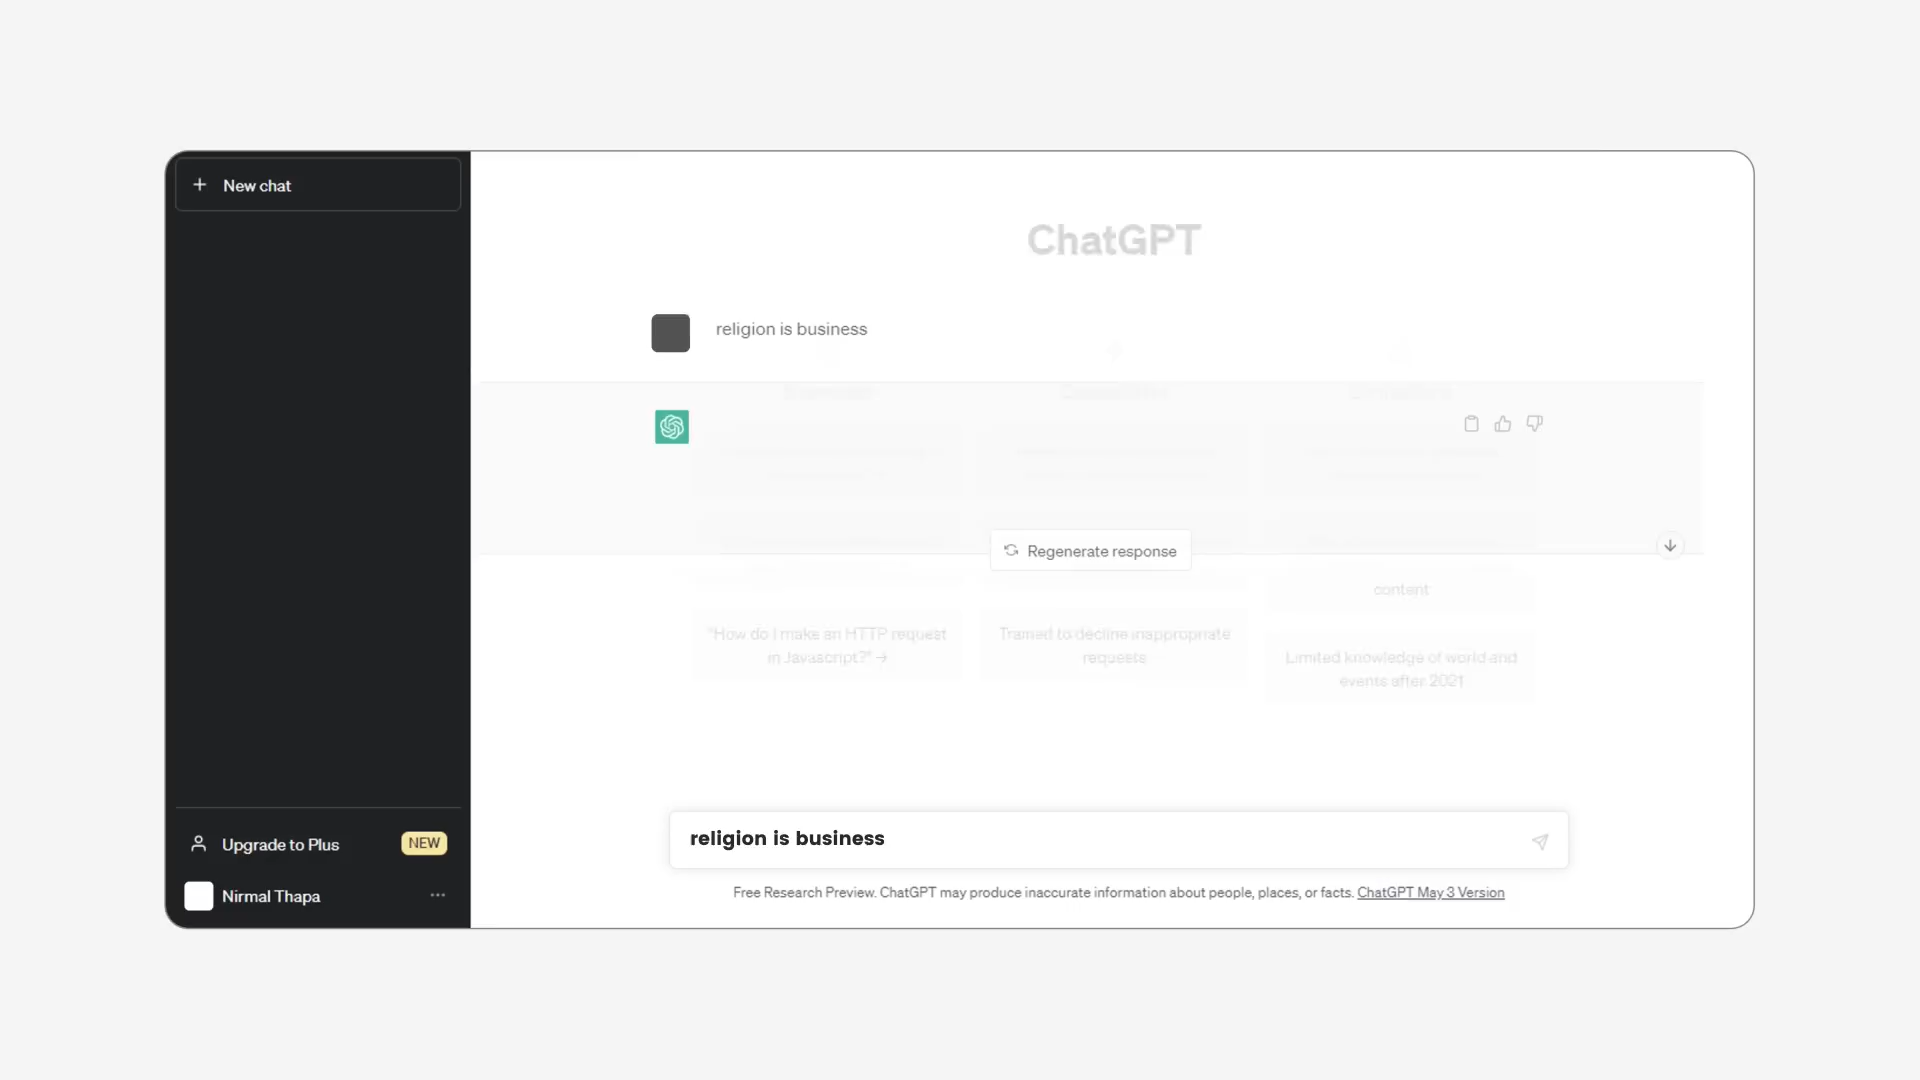 New chat
ChatGPT
religion is business
Regenerate response
content
"How do I make an HTTP request
in Javascript?" →
Trained to decline inappropriate
requests
Limited knowledge of world and
events after 2021
religion is business
Free Research Preview. ChatGPT may produce inaccurate information about people, places, or facts. ChatGPT May 3 Version
Upgrade to Plus
NEW
Nirmal Thapa